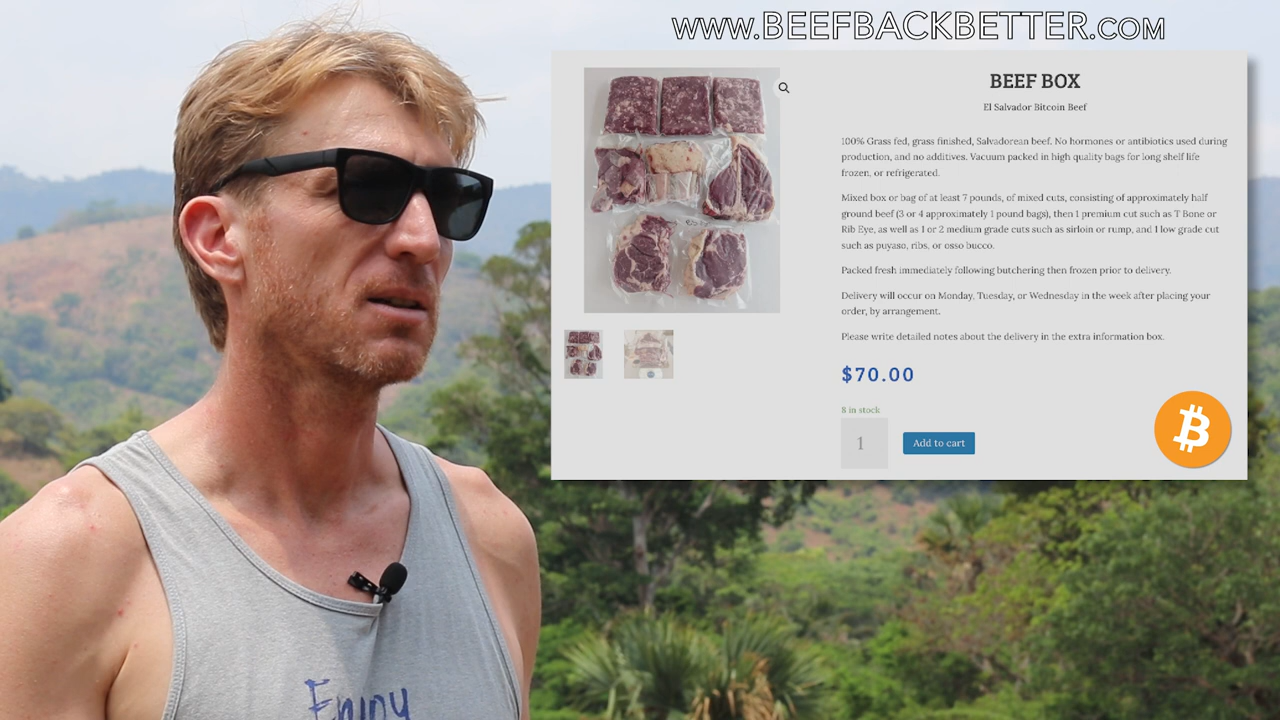 www.BEEFBACKBETTER.com
BEEF BOX
El Salvador Bitcoin Beef
100% Grass fed, grass finished, Salvadorean beef. No hormones or antibiotics used during
production, and no additives. Vacuum packed in high quality bags for long shelf life
frozen, or refrigerated.
Mixed box or bag of at least 7 pounds, of mixed cuts, consisting of approximately half
ground beef (3 or 4 approximately 1 pound bags), then 1 premium cut such as T Bone or
Rib Eye, as well as 1 or 2 medium grade cuts such as sirloin or rump, and 1 low grade cut
such as puyaso, ribs, or osso bucco.
Packed fresh immediately following butchering then frozen prior to delivery.
Delivery will occur on Monday, Tuesday, or Wednesday in the week after placing your
order, by arrangement.
Please write detailed notes about the delivery in the extra information box.
$70.00
8 in stock
1
Add to cart
₿
Enjoy